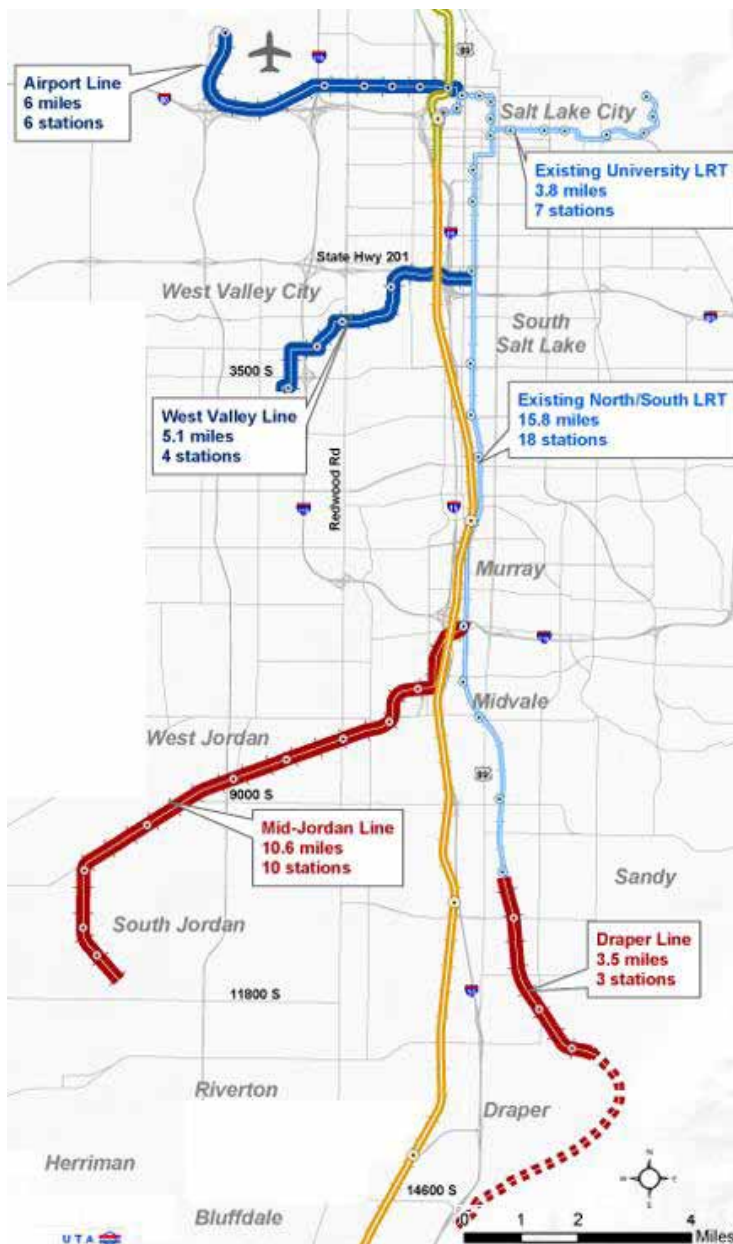 89
Airport Line
6 miles
6 stations
80
Salt Lake City
Existing University LRT
3.8 miles
7 stations
State Hwy 201
West Valley City
South
Salt Lake
3500 S
Existing North/South LRT
15.8 miles
18 stations
West Valley Line
5.1 miles
4 stations
Redwood Rd
15
Murray
Midvale
West Jordan
89
9000 S
Mid-Jordan Line
10.6 miles
10 stations
Sandy
South Jordan
Draper Line
3.5 miles
3 stations
11800 S
Riverton
Draper
Herriman
N
14600 S
Bluffdale
0 1 2 4
Miles
UTA